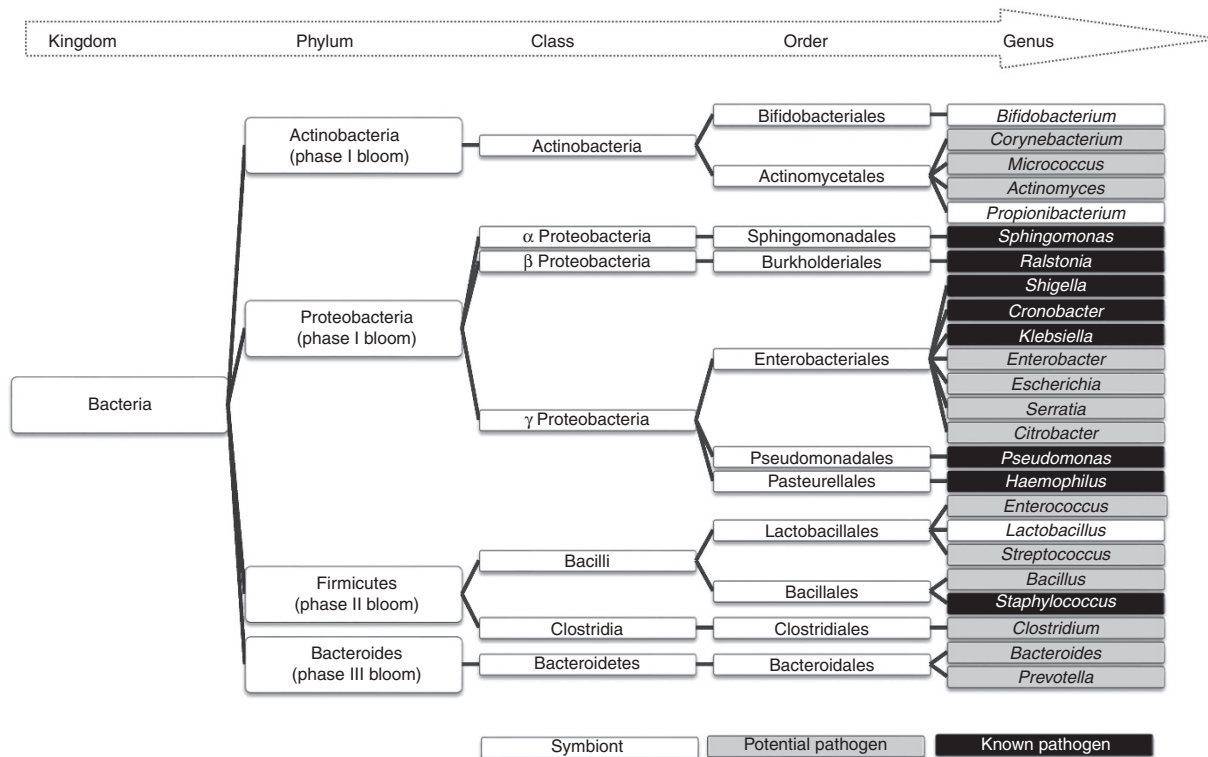 Kingdom Phylum Class Order Genus
Bacteria
Actinobacteria
(phase I bloom)
Proteobacteria
(phase I bloom)
Firmicutes
(phase II bloom)
Bacteroides
(phase III bloom)
Actinobacteria
α Proteobacteria
β Proteobacteria
γ Proteobacteria
Bacilli
Clostridia
Bacteroidetes
Bifidobacteriales
Actinomycetales
Sphingomonadales
Burkholderiales
Enterobacteriales
Pseudomonadales
Pasteurellales
Lactobacillales
Bacillales
Clostridiales
Bacteroidales
Bifidobacterium
Corynebacterium
Micrococcus
Actinomyces
Propionibacterium
Sphingomonas
Ralstonia
Shigella
Cronobacter
Klebsiella
Enterobacter
Escherichia
Serratia
Citrobacter
Pseudomonas
Haemophilus
Enterococcus
Lactobacillus
Streptococcus
Bacillus
Staphylococcus
Clostridium
Bacteroides
Prevotella
Symbiont Potential pathogen Known pathogen